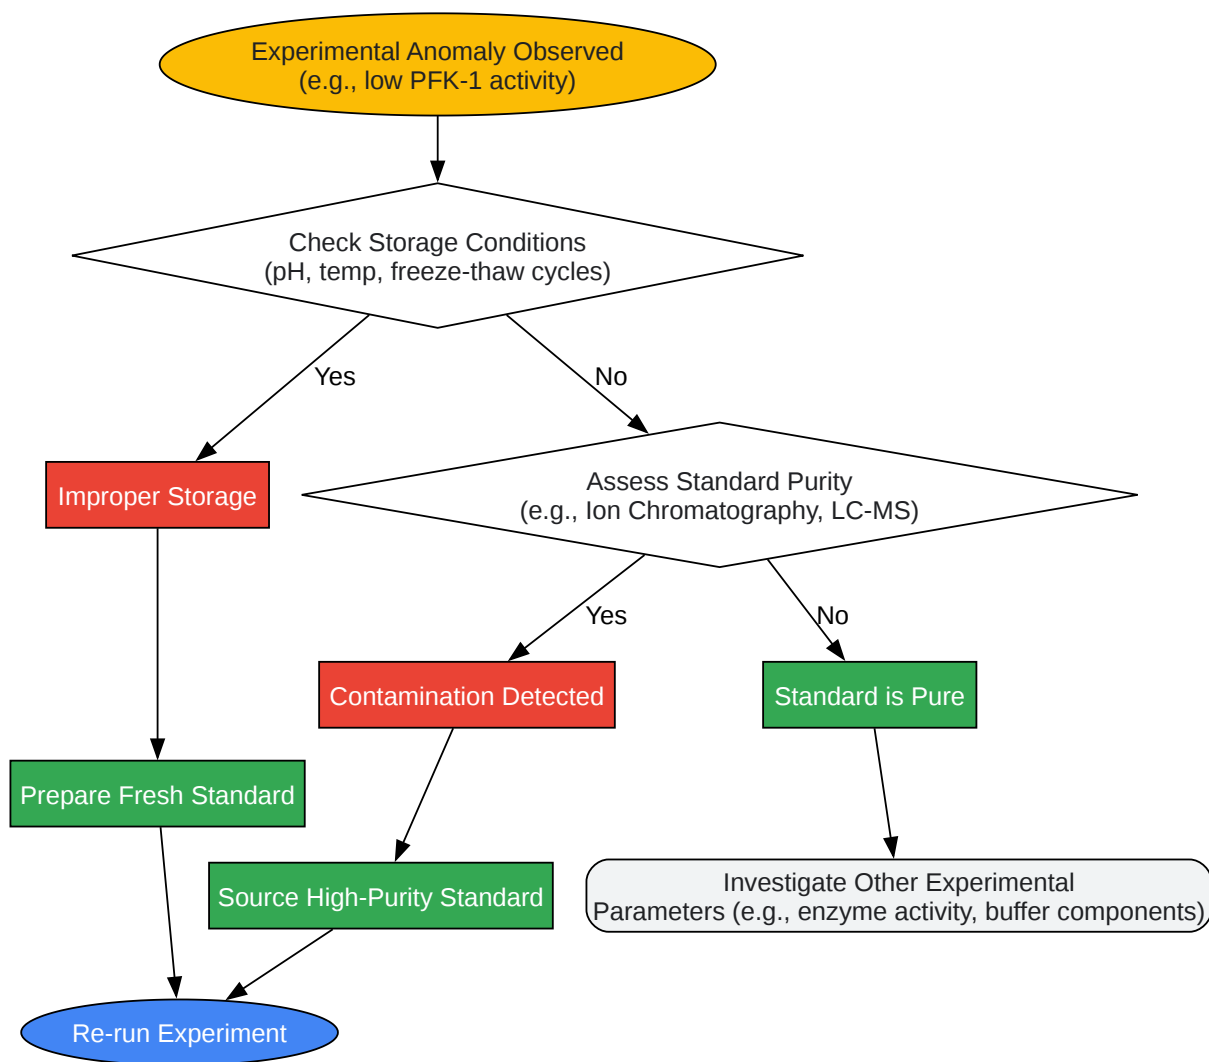 Experimental Anomaly Observed
(e.g., low PFK-1 activity)
Check Storage Conditions
(pH, temp, freeze-thaw cycles)
Yes
No
Improper Storage
Assess Standard Purity
(e.g., Ion Chromatography, LC-MS)
Yes
No
Contamination Detected
Standard is Pure
Prepare Fresh Standard
Source High-Purity Standard
Investigate Other Experimental
Parameters (e.g., enzyme activity, buffer components)
Re-run Experiment